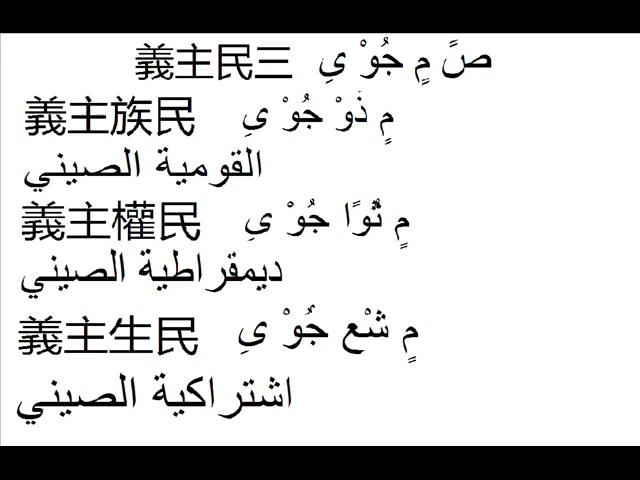 義主民三 صً مٍ جُوْ یِ
義主族民 مٍ ذَوْ جُوْ یِ
القومية الصيني
義主權民 مٍ ثُوًا جُوْ یِ
ديمقراطية الصيني
義主生民 مٍ شْع جُوْ یِ
اشتراكية الصيني